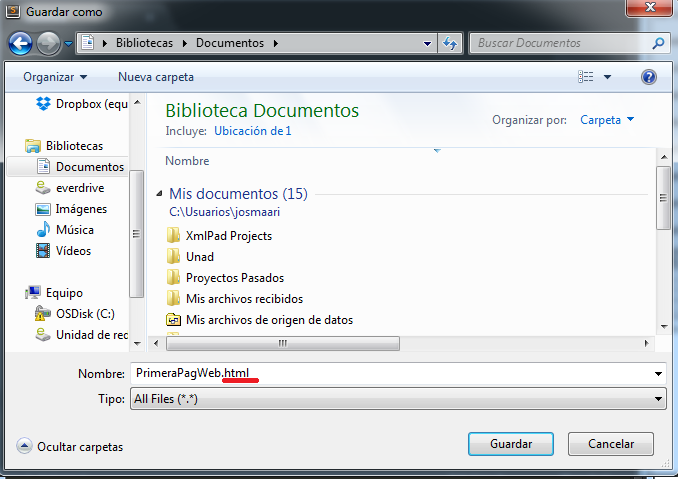 Guardar como
Bibliotecas Documentos
Buscar Documentos
Organizar Nueva carpeta
Dropbox (equ
Bibliotecas
Documentos
everdrive
Imágenes
Música
Vídeos
Equipo
OSDisk (C:)
Unidad de red
Biblioteca Documentos
Incluye: Ubicación de 1
Organizar por: Carpeta
Nombre
Mis documentos (15)
C:\Usuarios\josmaari
XmlPad Projects
Unad
Proyectos Pasados
Mis archivos recibidos
Mis archivos de origen de datos
Nombre: PrimeraPagWeb.html
Tipo: All Files (*.*)
Ocultar carpetas
Guardar Cancelar